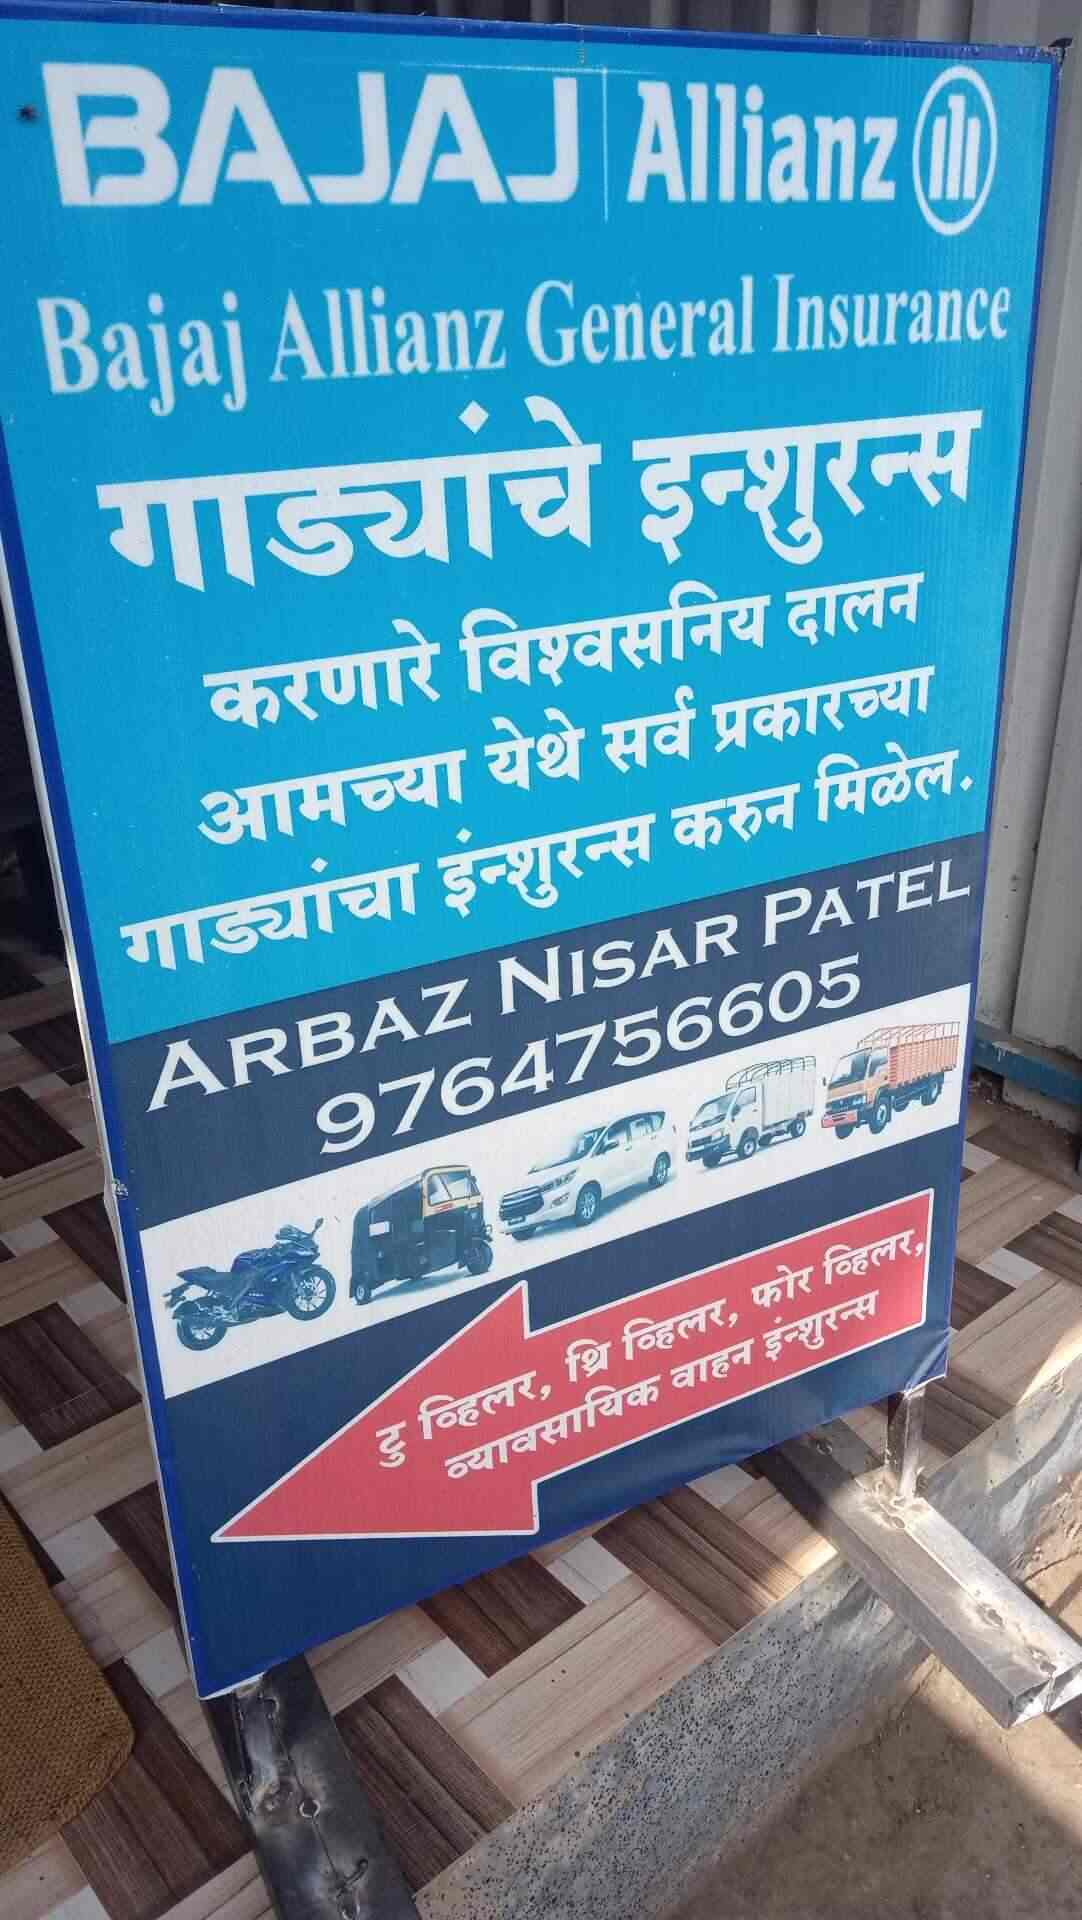 BAJAJ Allianz
Bajaj Allianz General Insurance
गाड्यांचे इन्शुरन्स
करणारे विश्वसनिय दालन
आमच्या येथे सर्व प्रकारच्या
गाड्यांचा इंन्शुरन्स करुन मिळेल.
ARBAZ NISAR PATEL
9764756605
टु व्हिलर, थ्रि व्हिलर, फोर व्हिलर,
व्यावसायिक वाहन इंन्शुरन्स